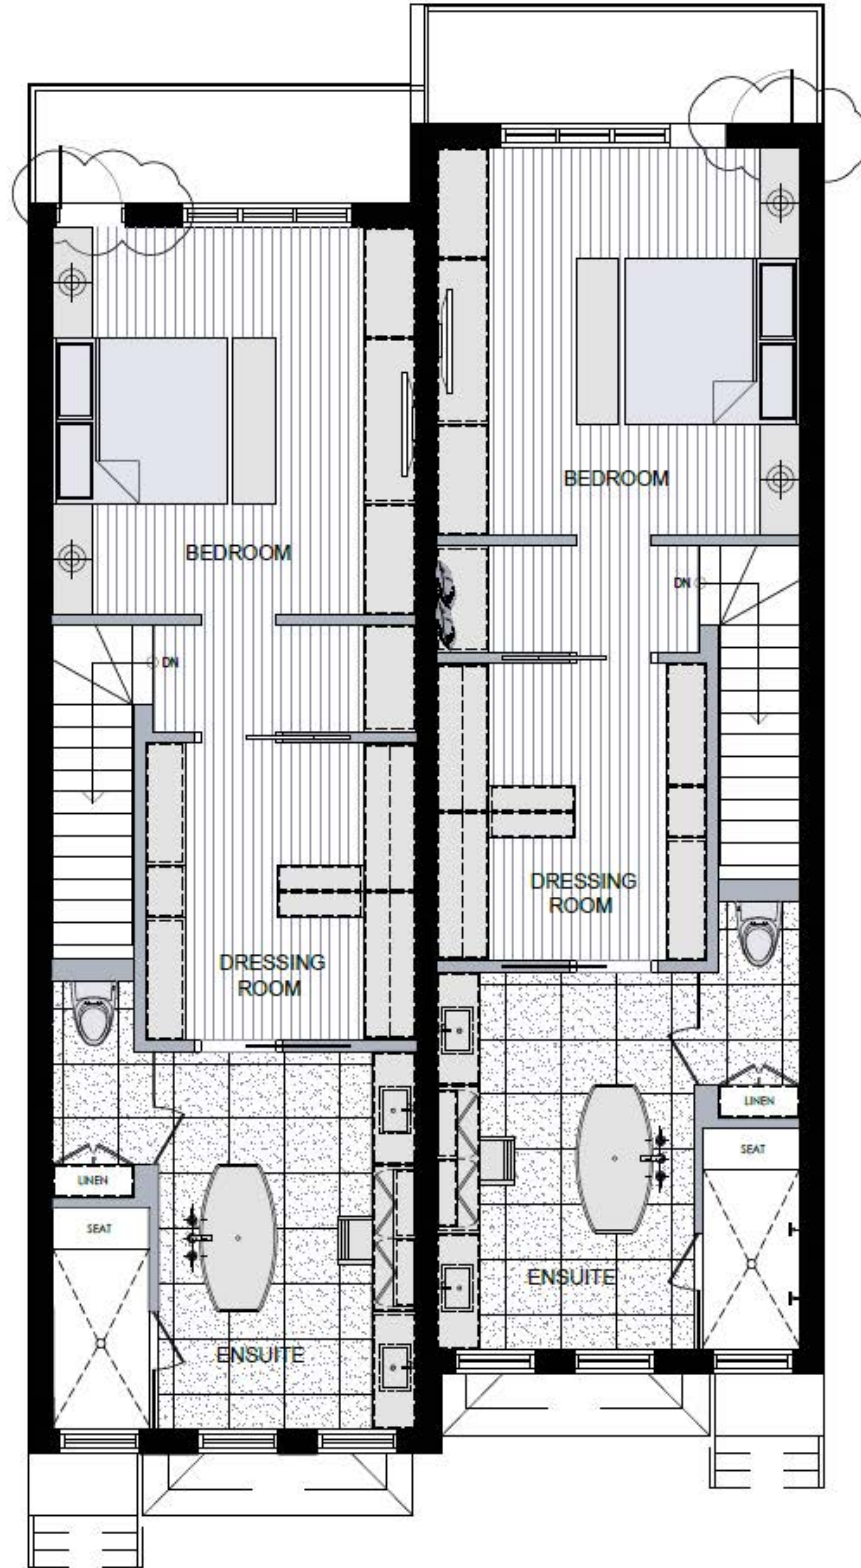 BEDROOM
DN
DRESSING
ROOM
LINEN
SEAT
ENSUITE
BEDROOM
DN
DRESSING
ROOM
LINEN
SEAT
ENSUITE